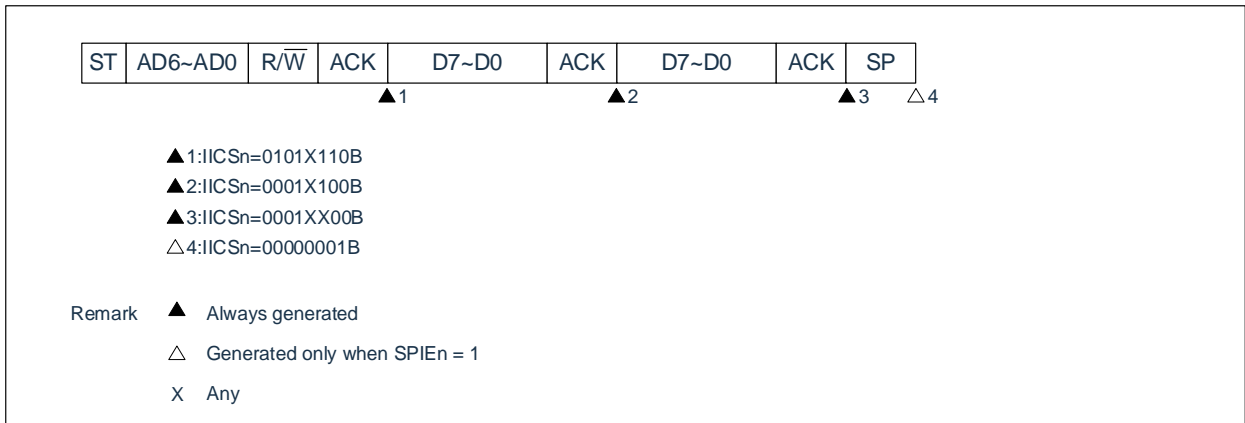 ST AD6~AD0 R/W̅ ACK D7~D0 ACK D7~D0 ACK SP
▲1 ▲2 ▲3 △4
▲1:IICSn=0101X110B
▲2:IICSn=0001X100B
▲3:IICSn=0001XX00B
△4:IICSn=00000001B
Remark ▲ Always generated
△ Generated only when SPIEn = 1
X Any